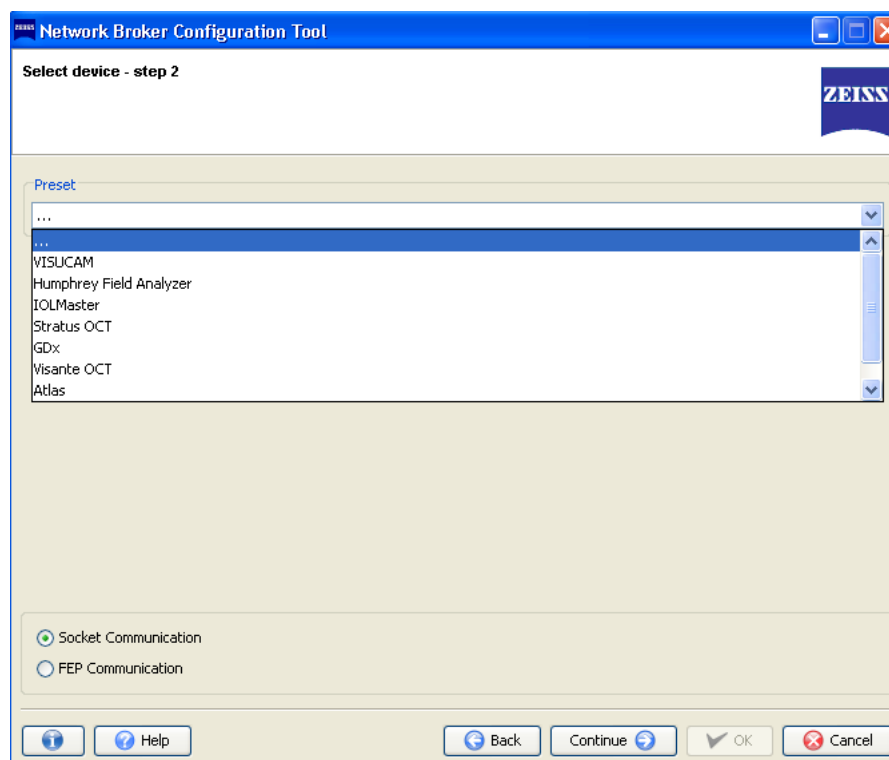 ZEISS Network Broker Configuration Tool
Select device - step 2
ZEISS
Preset
...
...
VISUCAM
Humphrey Field Analyzer
IOLMaster
Stratus OCT
GDx
Visante OCT
Atlas
Socket Communication
FEP Communication
Help
Back
Continue
OK
Cancel